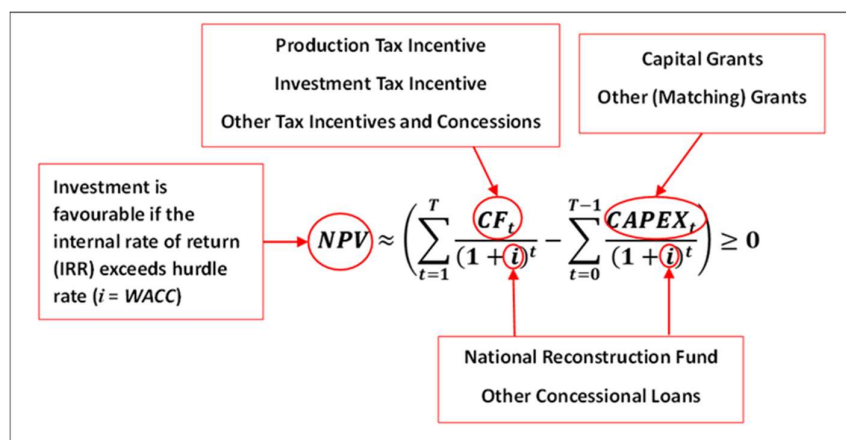 Production Tax Incentive
Investment Tax Incentive
Other Tax Incentives and Concessions
Capital Grants
Other (Matching) Grants
Investment is
favourable if the
internal rate of return
(IRR) exceeds hurdle
rate (i = WACC)
NPV ≈ ( ∑_{t=1}^{T} CF_t / (1 + i)^t − ∑_{t=0}^{T−1} CAPEX_t / (1 + i)^t ) ≥ 0
National Reconstruction Fund
Other Concessional Loans